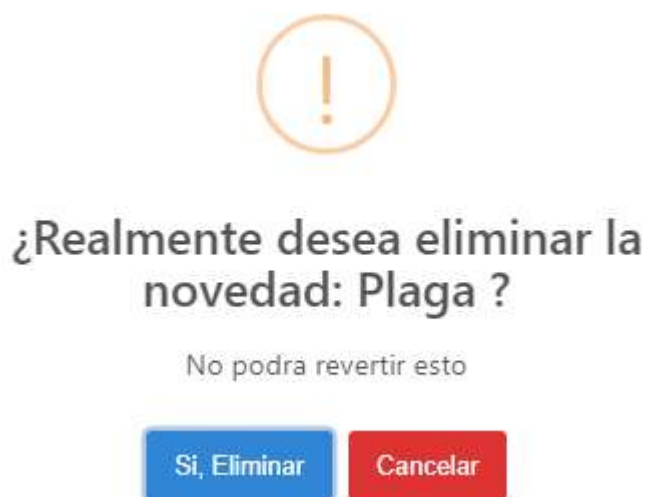 !
¿Realmente desea eliminar la
novedad: Plaga ?
No podra revertir esto
Si, Eliminar
Cancelar